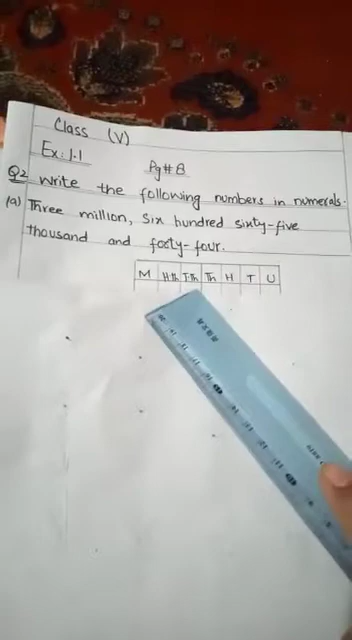 Class (V)
Ex: 1.1
Pg# 8
Q2 Write the following numbers in numerals.
(a) Three million, Six hundred sixty-five
thousand and forty-four.
M H.th T.Th Th H T U